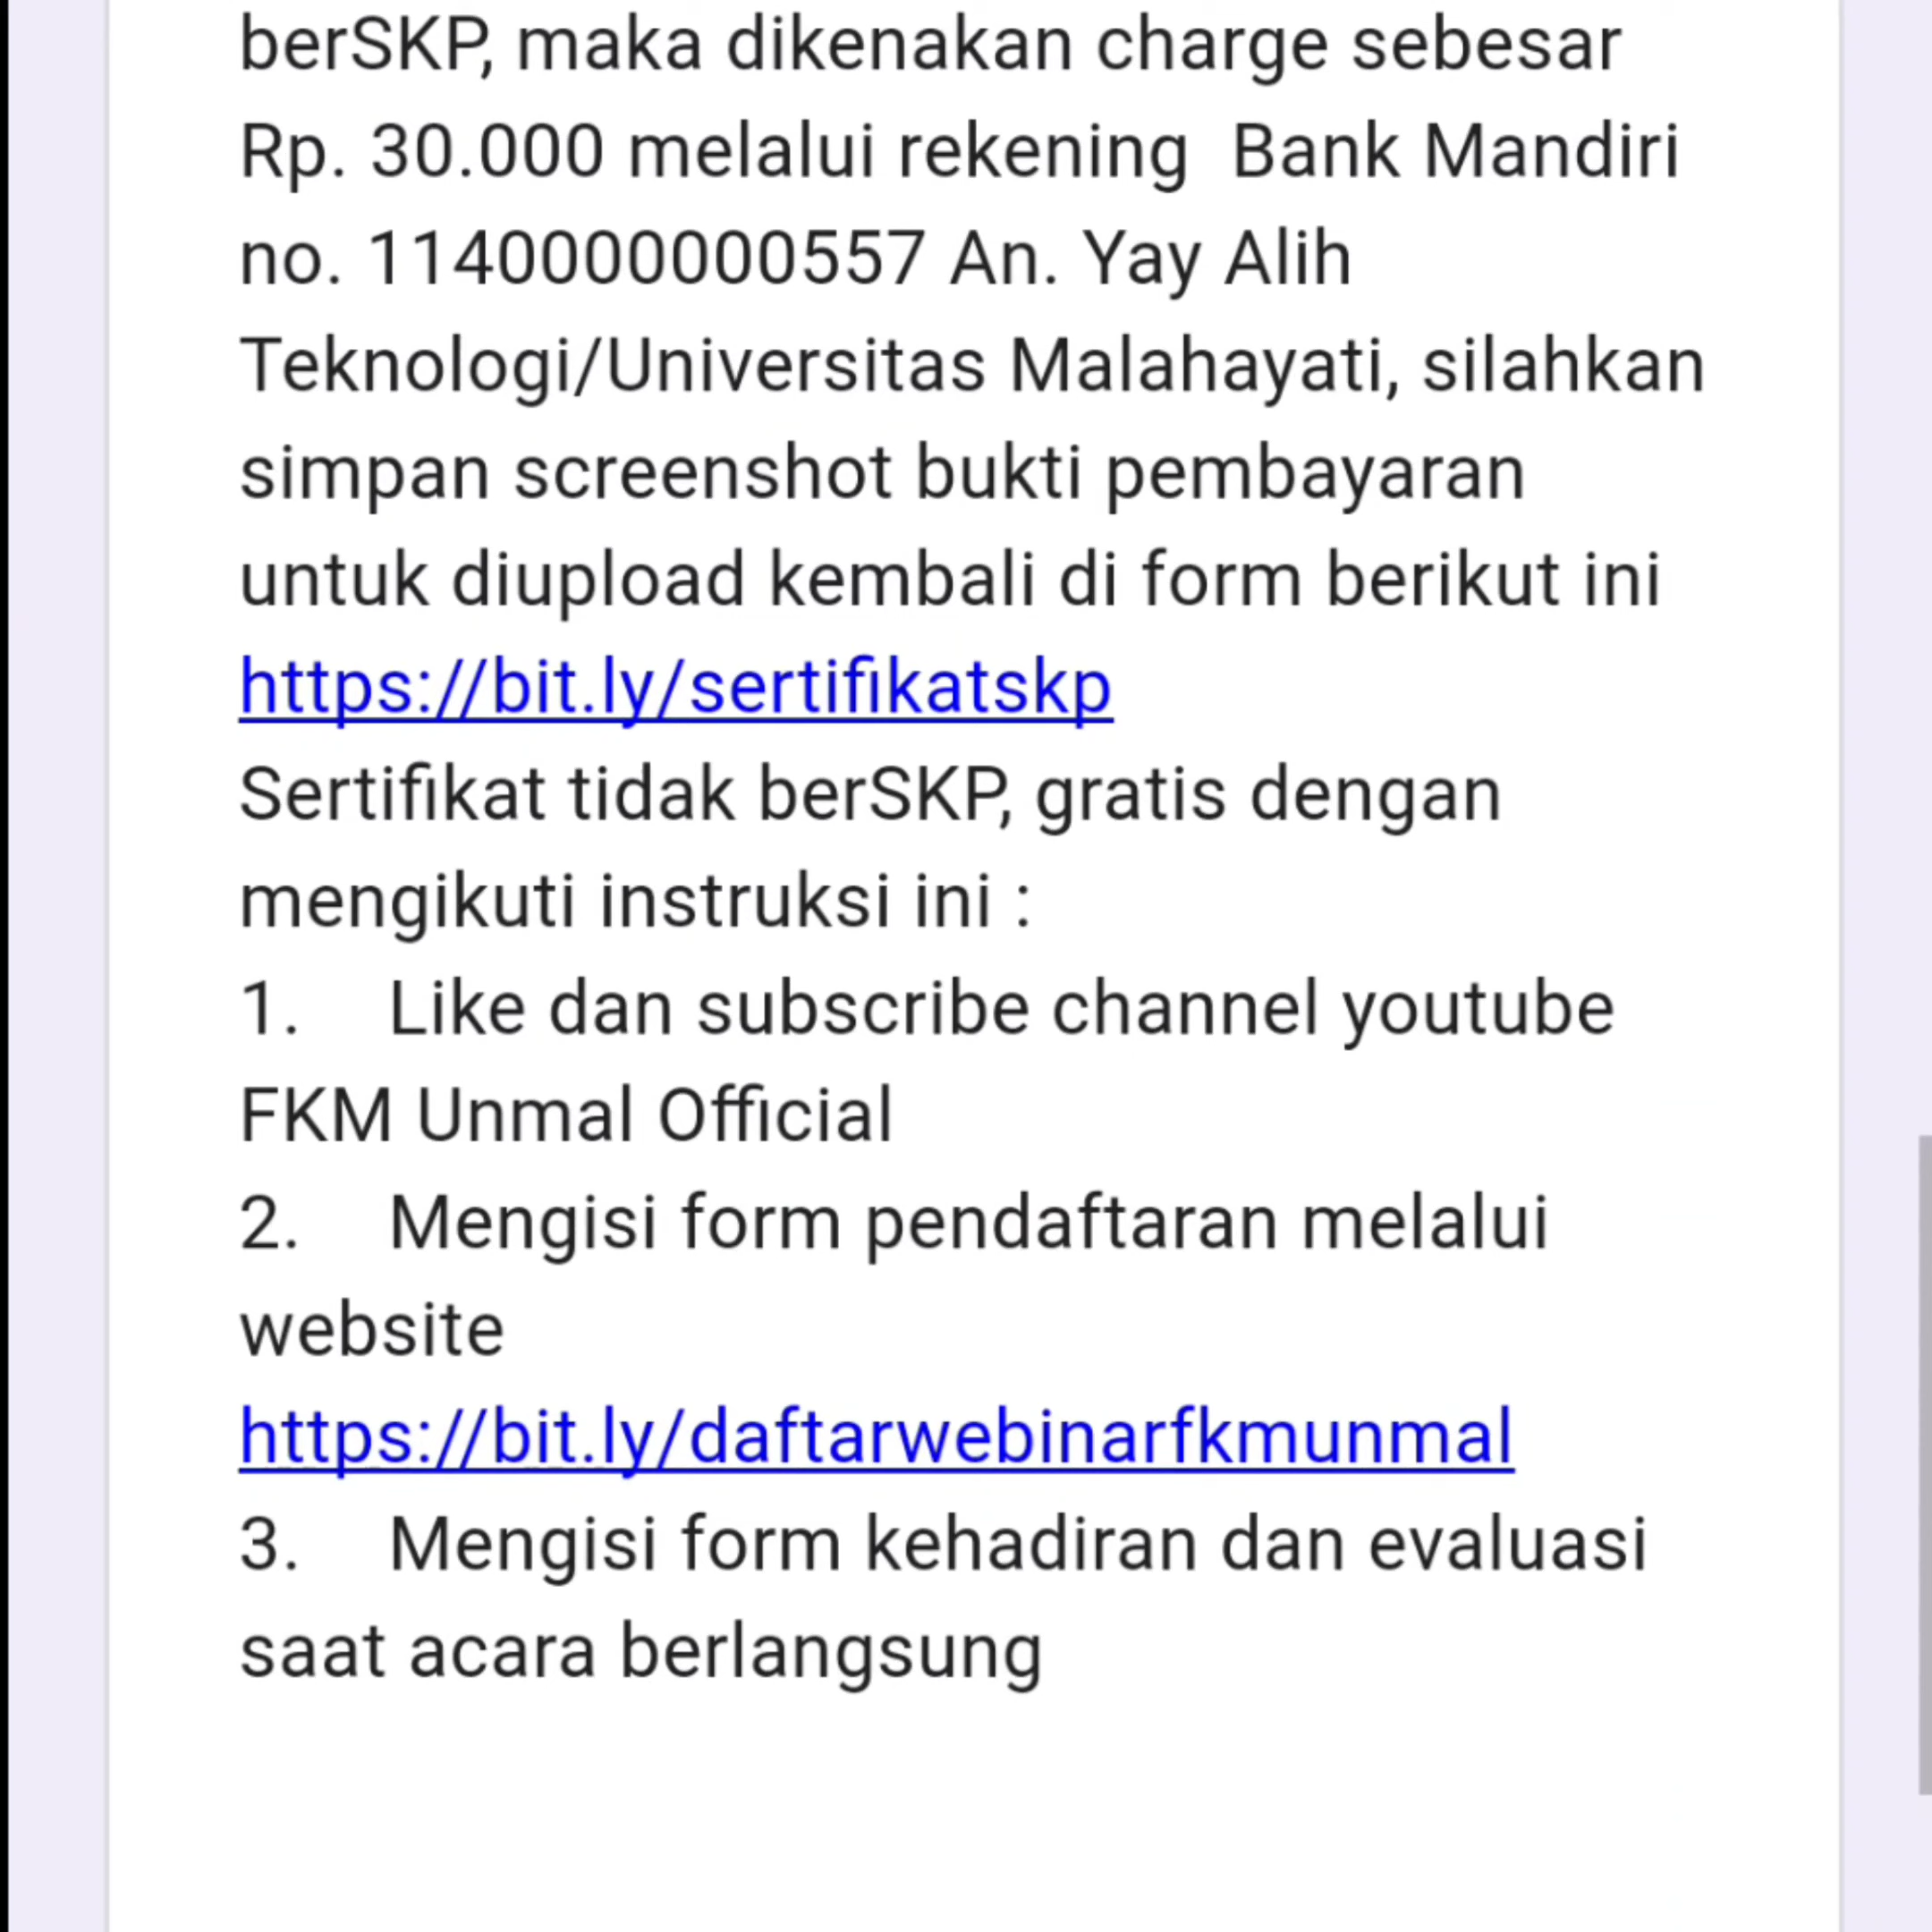 berSKP, maka dikenakan charge sebesar
Rp. 30.000 melalui rekening  Bank Mandiri
no. 1140000000557 An. Yay Alih
Teknologi/Universitas Malahayati, silahkan
simpan screenshot bukti pembayaran
untuk diupload kembali di form berikut ini
https://bit.ly/sertifikatskp
Sertifikat tidak berSKP, gratis dengan
mengikuti instruksi ini :
1.    Like dan subscribe channel youtube
FKM Unmal Official
2.    Mengisi form pendaftaran melalui
website
https://bit.ly/daftarwebinarfkmunmal
3.    Mengisi form kehadiran dan evaluasi
saat acara berlangsung